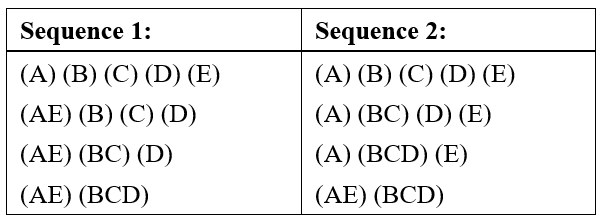 Sequence 1:
(A) (B) (C) (D) (E)
(AE) (B) (C) (D)
(AE) (BC) (D)
(AE) (BCD)
Sequence 2:
(A) (B) (C) (D) (E)
(A) (BC) (D) (E)
(A) (BCD) (E)
(AE) (BCD)